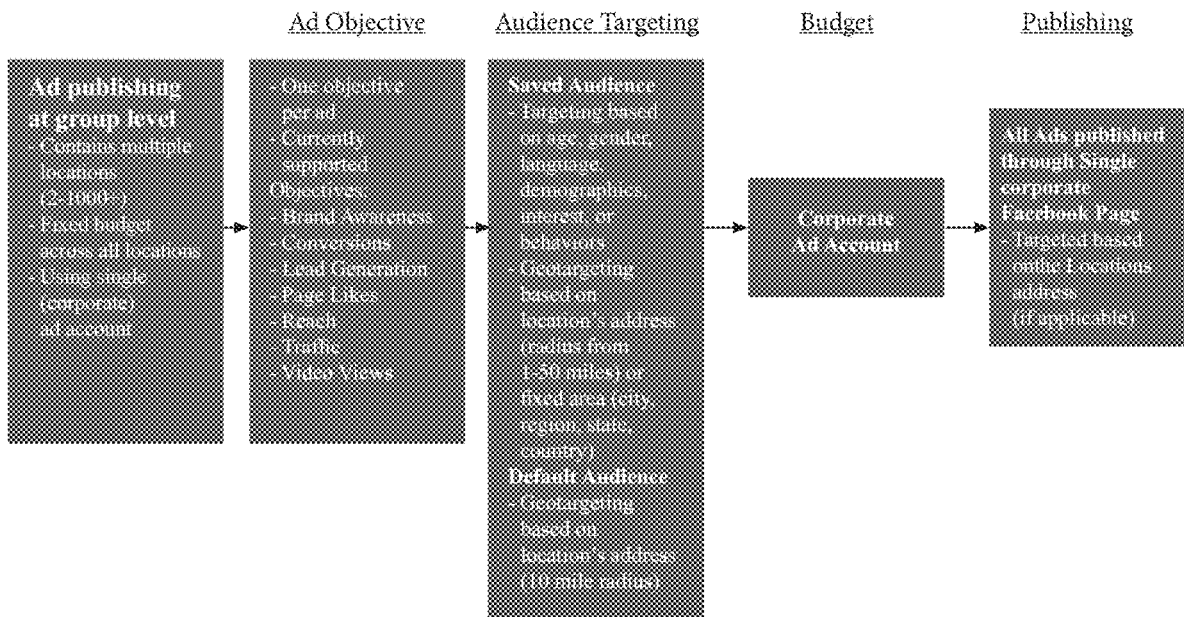 Ad Objective
Audience Targeting
Budget
Publishing
Ad publishing
at group level
- Contains multiple
locations
(2-1000+)
- Fixed budget
across all locations
- Using single
(corporate)
ad account
- One objective
per ad
- Currently
supported
Objectives:
- Brand Awareness
- Conversions
- Lead Generation
- Page Likes
- Reach
- Traffic
- Video Views
Saved Audience
- Targeting based
on age, gender,
language
demographics,
interest, or
behaviors
- Geotargeting
based on
location's address
(radius from
1-50 miles) or
fixed area (city,
region, state,
country)
Default Audience
- Geotargeting
based on
location's address
(10 mile radius)
Corporate
Ad Account
All Ads published
through Single
corporate
Facebook Page
- Targeted based
onthe Locations
address
(if applicable)